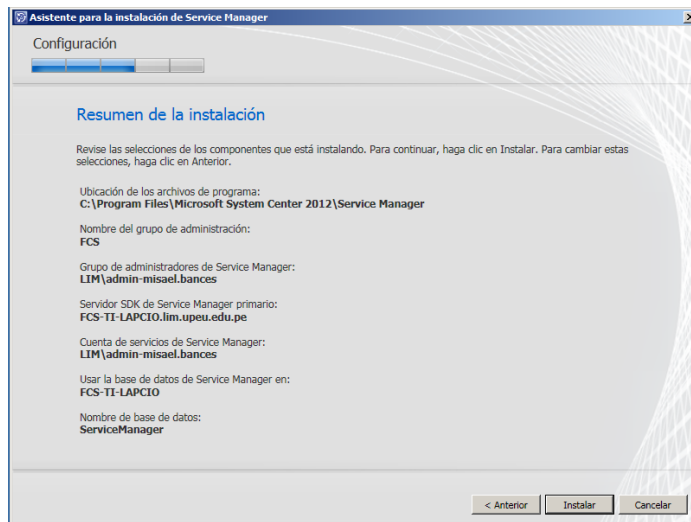 Asistente para la instalación de Service Manager
Configuración
Resumen de la instalación
Revise las selecciones de los componentes que está instalando. Para continuar, haga clic en Instalar. Para cambiar estas
selecciones, haga clic en Anterior.
Ubicación de los archivos de programa:
C:\Program Files\Microsoft System Center 2012\Service Manager
Nombre del grupo de administración:
FCS
Grupo de administradores de Service Manager:
LIM\admin-misael.bances
Servidor SDK de Service Manager primario:
FCS-TI-LAPCIO.lim.upeu.edu.pe
Cuenta de servicios de Service Manager:
LIM\admin-misael.bances
Usar la base de datos de Service Manager en:
FCS-TI-LAPCIO
Nombre de base de datos:
ServiceManager
< Anterior Instalar Cancelar